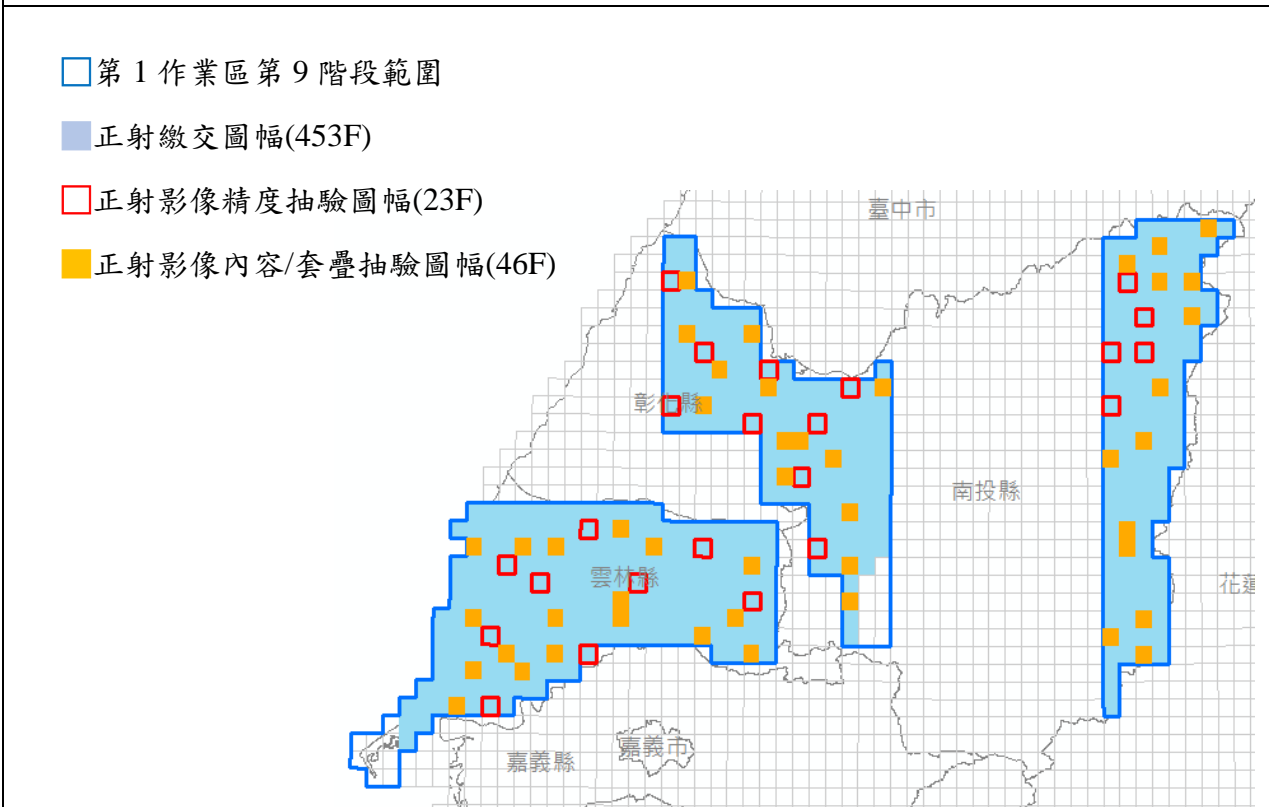 第 1 作業區第 9 階段範圍
正射繳交圖幅(453F)
正射影像精度抽驗圖幅(23F)
正射影像內容/套疊抽驗圖幅(46F)
臺中市
彰化縣
南投縣
雲林縣
花蓮
嘉義市
嘉義縣